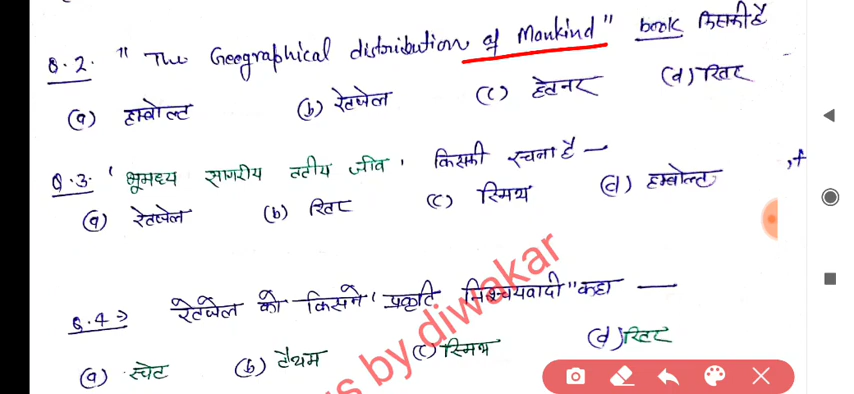 Q.2. " The Geographical distribution of Mankind " book किसकी है
(a) हम्बोल्ट (b) रेटजेल (c) हेटनर (d) रिटर
Q.3. ' भूमध्य सागरीय तटीय जीव ' किसकी रचना है —
(a) रेटजेल (b) रिटर (c) स्मिथ (d) हम्बोल्ट
Q.4 ⇒ रेटजेल को किसने ' प्रकृति निश्चयवादी " कहा —
(a) स्पेट (b) टैथम (c) स्मिथ (d) रिटर
s by diwakar